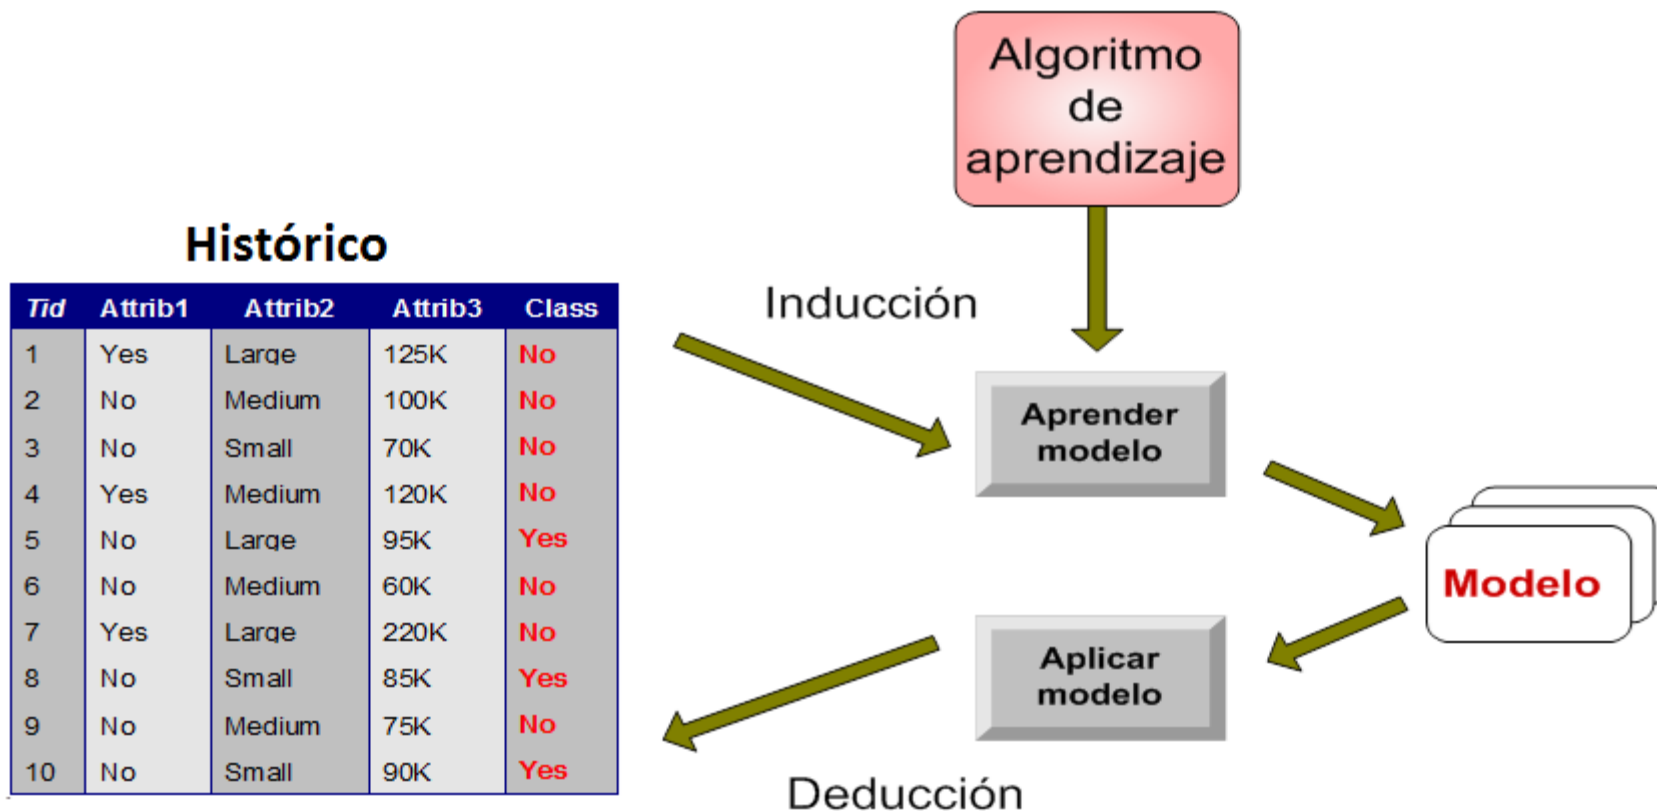 Algoritmo
de
aprendizaje
Histórico
Tid Attrib1 Attrib2 Attrib3 Class
1 Yes Large 125K No
2 No Medium 100K No
3 No Small 70K No
4 Yes Medium 120K No
5 No Large 95K Yes
6 No Medium 60K No
7 Yes Large 220K No
8 No Small 85K Yes
9 No Medium 75K No
10 No Small 90K Yes
Inducción
Aprender
modelo
Modelo
Aplicar
modelo
Deducción